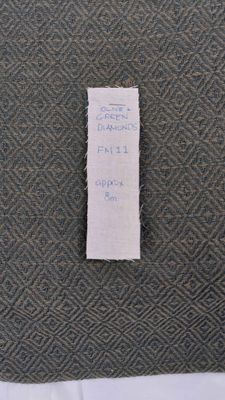 OLIVE &
GREEN
DIAMONDS
FM11
approx
8m